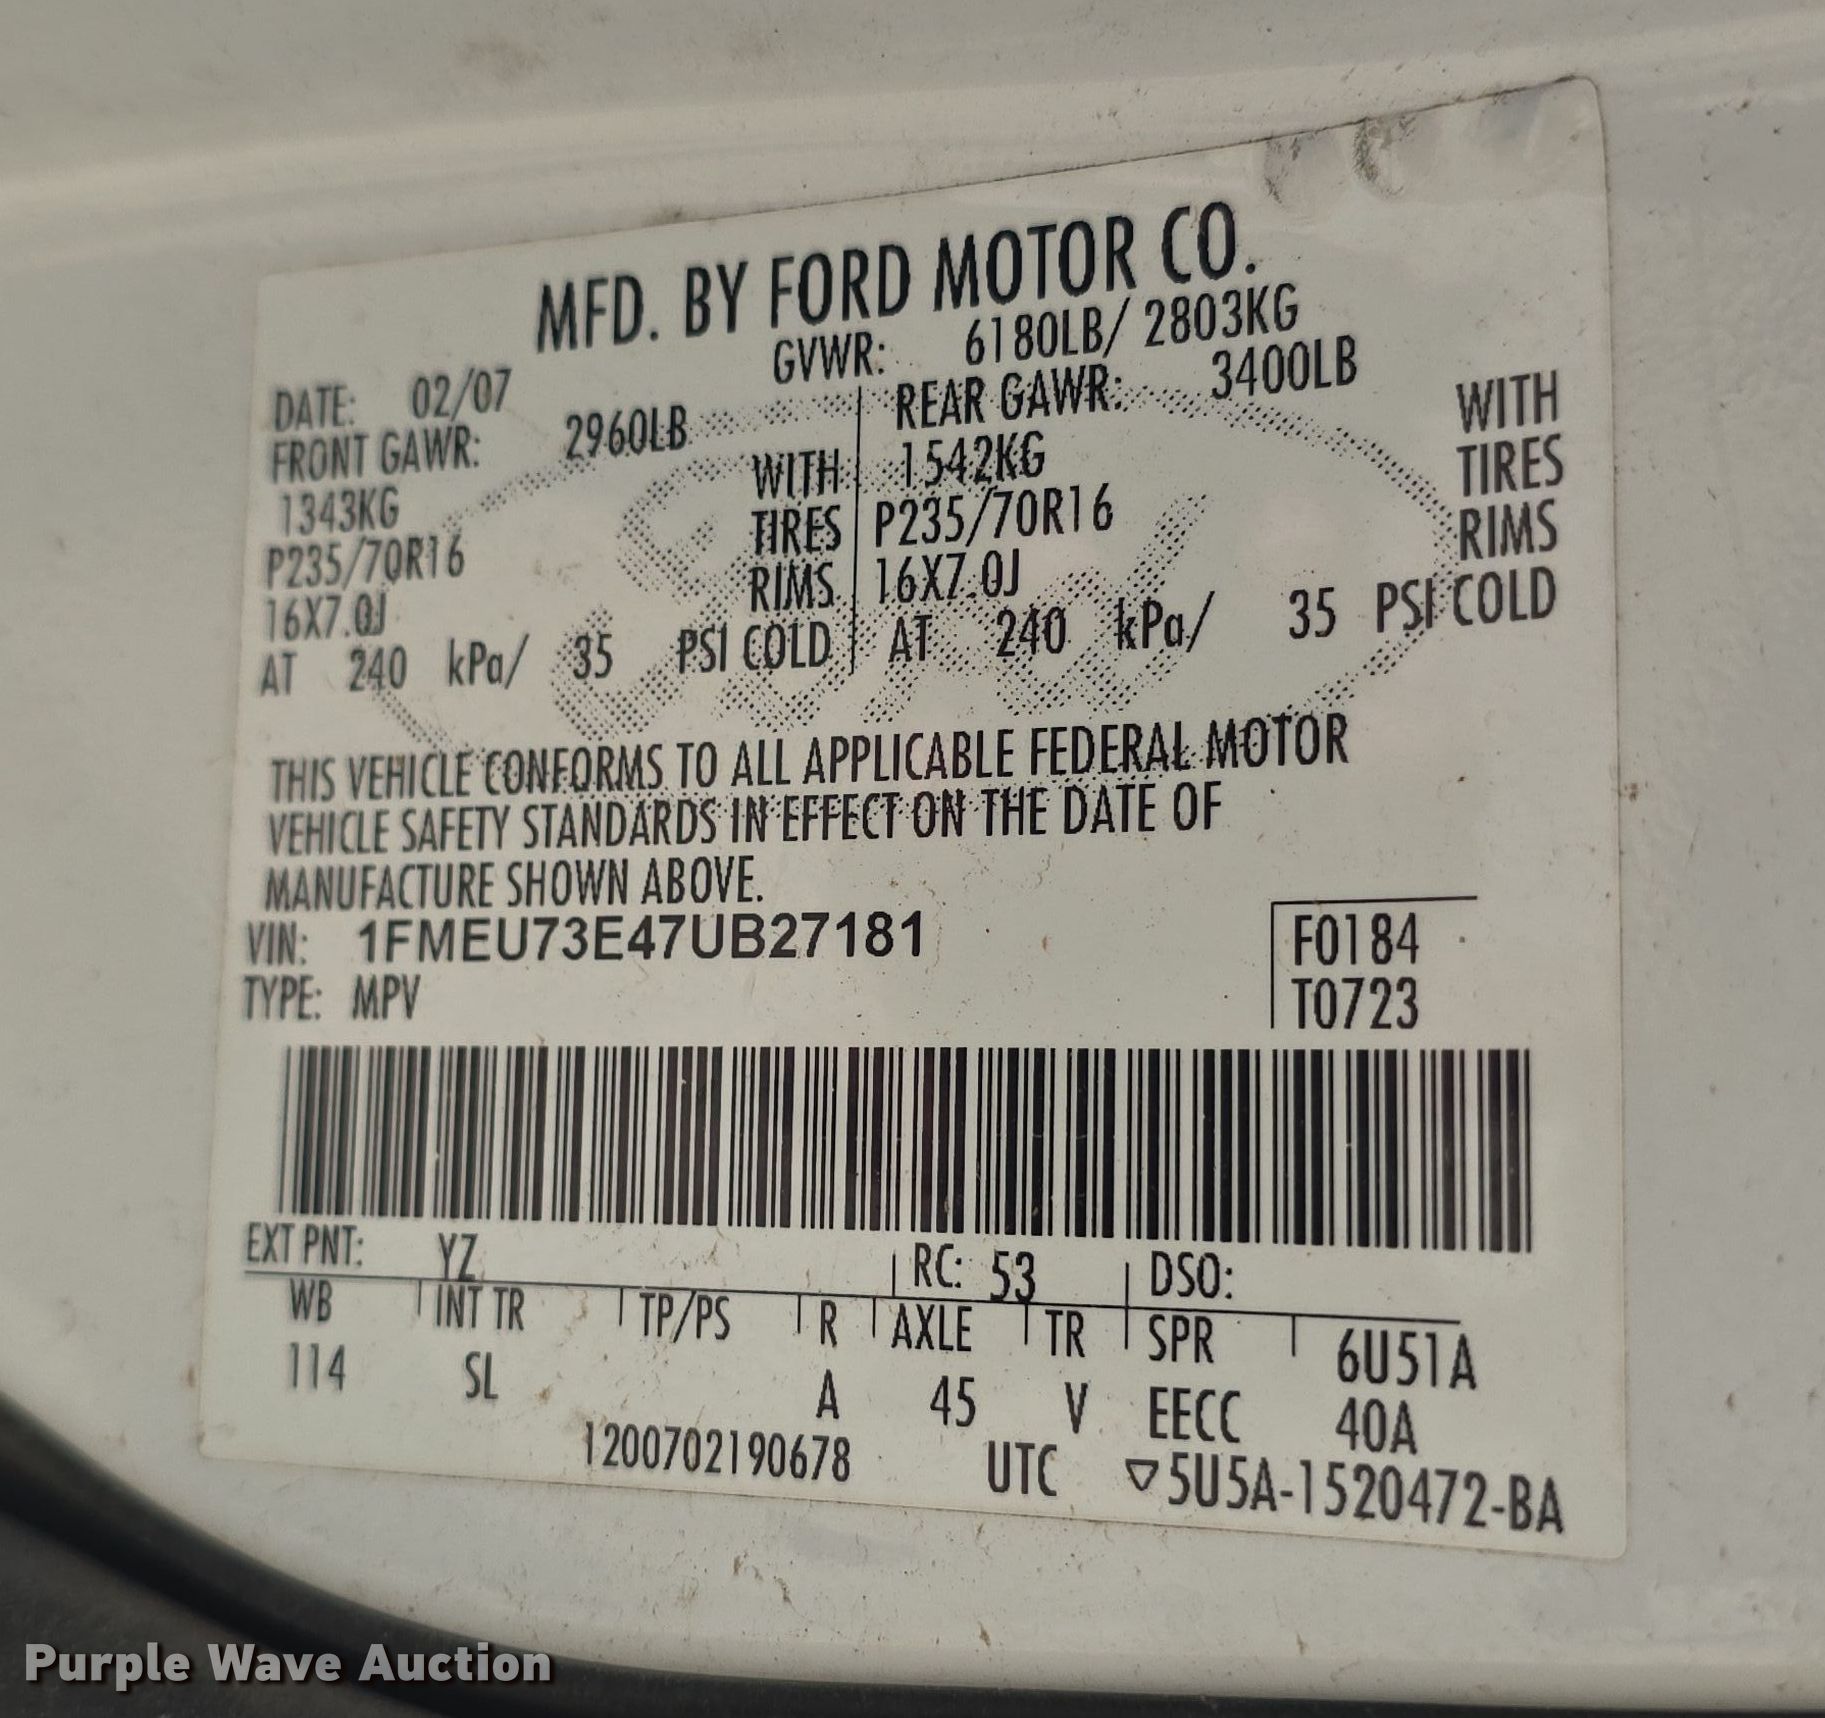 MFD. BY FORD MOTOR CO.
DATE: 02/07 GVWR: 6180LB/ 2803KG
FRONT GAWR: 2960LB REAR GAWR: 3400LB
1343KG WITH 1542KG WITH
P235/70R16 TIRES P235/70R16 TIRES
16X7.0J RIMS 16X7.0J RIMS
AT 240 kPa/ 35 PSI COLD AT 240 kPa/ 35 PSI COLD
THIS VEHICLE CONFORMS TO ALL APPLICABLE FEDERAL MOTOR
VEHICLE SAFETY STANDARDS IN EFFECT ON THE DATE OF
MANUFACTURE SHOWN ABOVE.
VIN: 1FMEU73E47UB27181 F0184
TYPE: MPV T0723
EXT PNT: YZ RC: 53 DSO:
WB INT TR TP/PS R AXLE TR SPR 6U51A
114 SL A 45 V EECC 40A
1200702190678 UTC ▽5U5A-1520472-BA
Purple Wave Auction